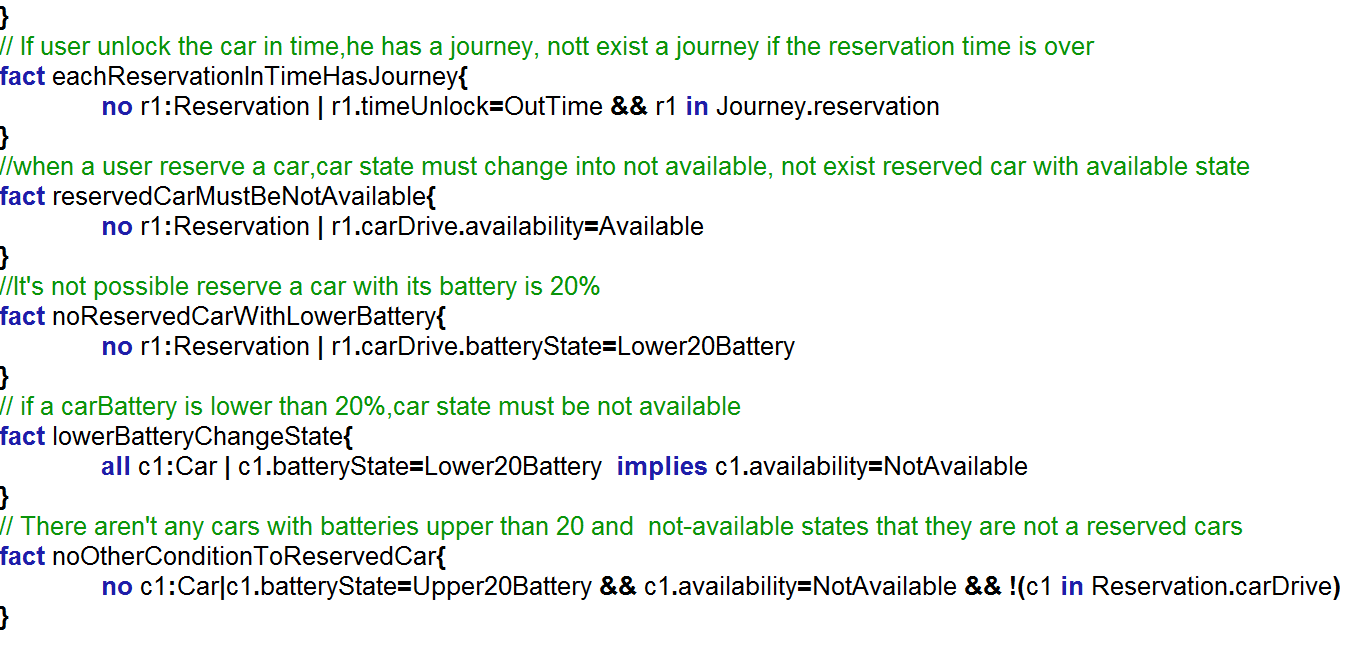 }
// If user unlock the car in time,he has a journey, nott exist a journey if the reservation time is over
fact eachReservationInTimeHasJourney{
no r1:Reservation | r1.timeUnlock=OutTime && r1 in Journey.reservation
}
//when a user reserve a car,car state must change into not available, not exist reserved car with available state
fact reservedCarMustBeNotAvailable{
no r1:Reservation | r1.carDrive.availability=Available
}
//It's not possible reserve a car with its battery is 20%
fact noReservedCarWithLowerBattery{
no r1:Reservation | r1.carDrive.batteryState=Lower20Battery
}
// if a carBattery is lower than 20%,car state must be not available
fact lowerBatteryChangeState{
all c1:Car | c1.batteryState=Lower20Battery  implies c1.availability=NotAvailable
}
// There aren't any cars with batteries upper than 20 and  not-available states that they are not a reserved cars
fact noOtherConditionToReservedCar{
no c1:Car|c1.batteryState=Upper20Battery && c1.availability=NotAvailable && !(c1 in Reservation.carDrive)
}